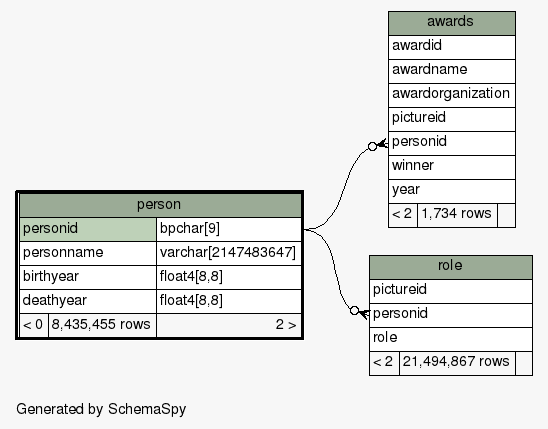 awards
awardid
awardname
awardorganization
pictureid
personid
winner
year
< 2 1,734 rows
person
personid bpchar[9]
personname varchar[2147483647]
birthyear float4[8,8]
deathyear float4[8,8]
< 0 8,435,455 rows 2 >
role
pictureid
personid
role
< 2 21,494,867 rows
Generated by SchemaSpy